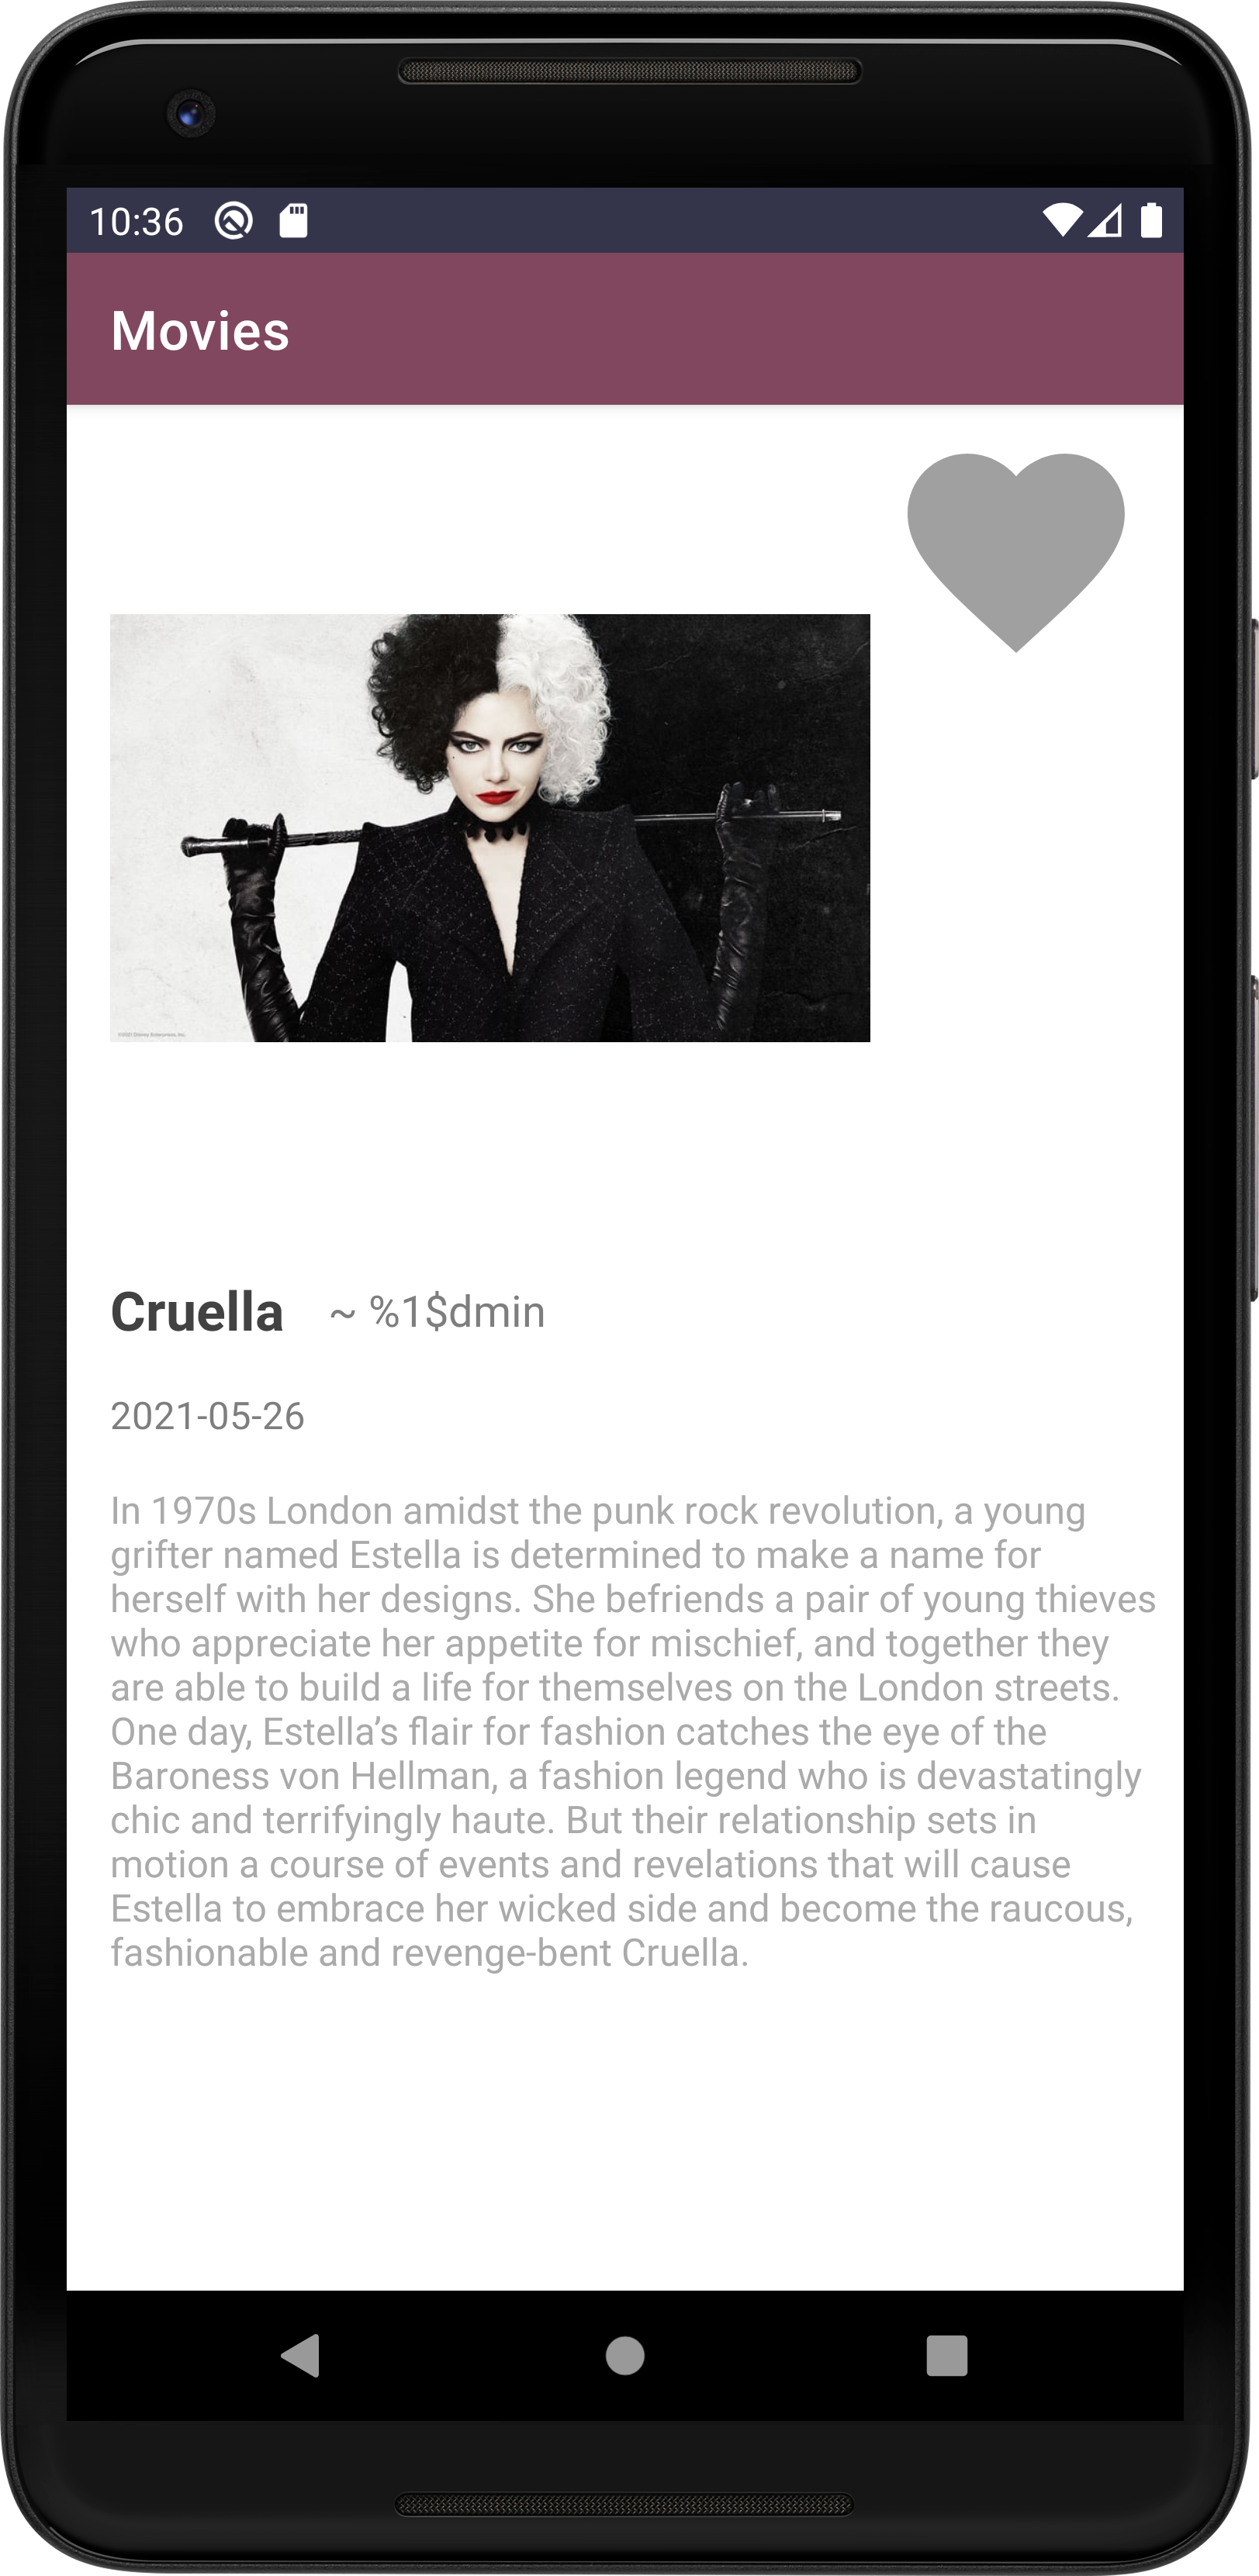 10:36
Movies
©2021 Disney Enterprises, Inc.
Cruella ~ %1$dmin
2021-05-26
In 1970s London amidst the punk rock revolution, a young
grifter named Estella is determined to make a name for
herself with her designs. She befriends a pair of young thieves
who appreciate her appetite for mischief, and together they
are able to build a life for themselves on the London streets.
One day, Estella’s flair for fashion catches the eye of the
Baroness von Hellman, a fashion legend who is devastatingly
chic and terrifyingly haute. But their relationship sets in
motion a course of events and revelations that will cause
Estella to embrace her wicked side and become the raucous,
fashionable and revenge-bent Cruella.